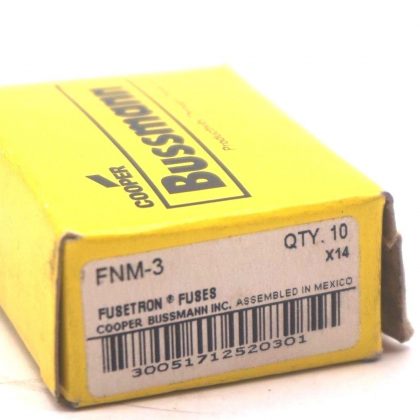 COOPER
Bussmann
FNM-3
QTY. 10
X14
FUSETRON® FUSES
COOPER BUSSMANN INC. ASSEMBLED IN MEXICO
30051712520301